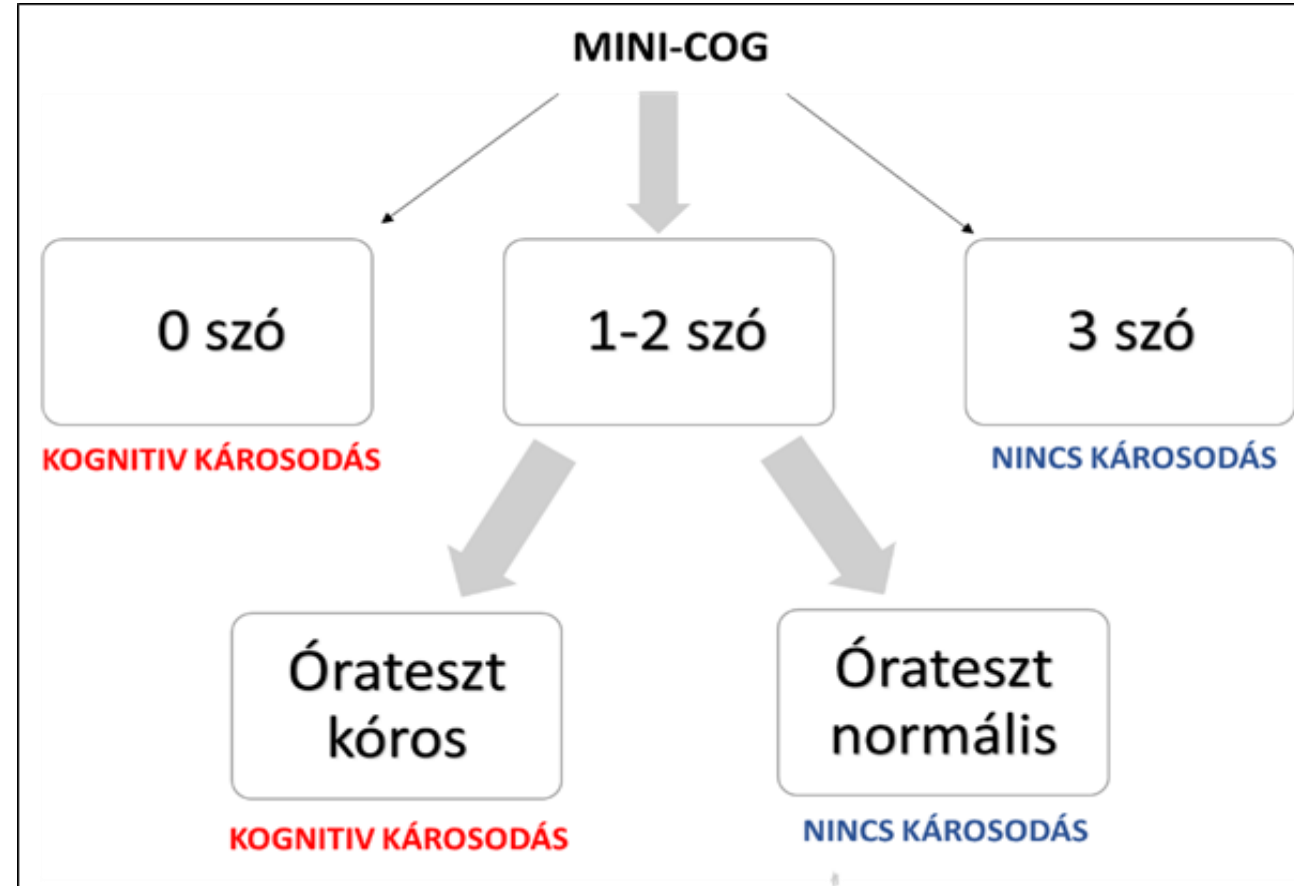 MINI-COG
0 szó
1-2 szó
3 szó
KOGNITIV KÁROSODÁS
NINCS KÁROSODÁS
Órateszt
kóros
Órateszt
normális
KOGNITIV KÁROSODÁS
NINCS KÁROSODÁS